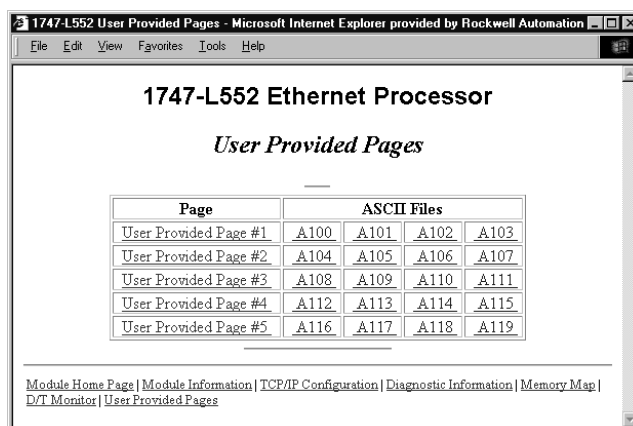 1747-L552 User Provided Pages - Microsoft Internet Explorer provided by Rockwell Automation
File Edit View Favorites Tools Help
1747-L552 Ethernet Processor
User Provided Pages
Page ASCII Files
User Provided Page #1 A100 A101 A102 A103
User Provided Page #2 A104 A105 A106 A107
User Provided Page #3 A108 A109 A110 A111
User Provided Page #4 A112 A113 A114 A115
User Provided Page #5 A116 A117 A118 A119
Module Home Page | Module Information | TCP/IP Configuration | Diagnostic Information | Memory Map |
D/T Monitor | User Provided Pages